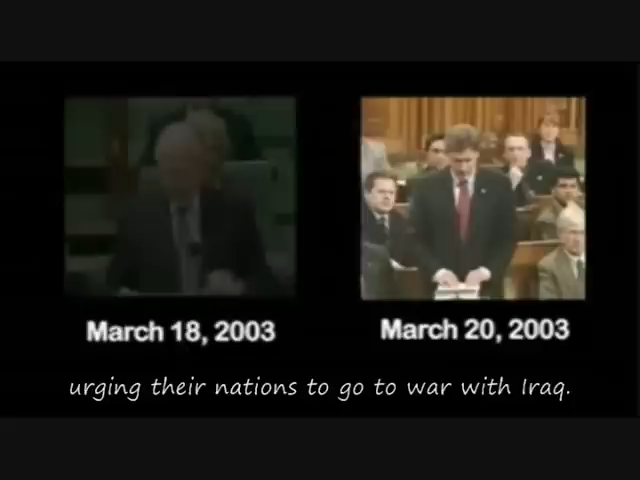 March 18, 2003
March 20, 2003
urging their nations to go to war with Iraq.